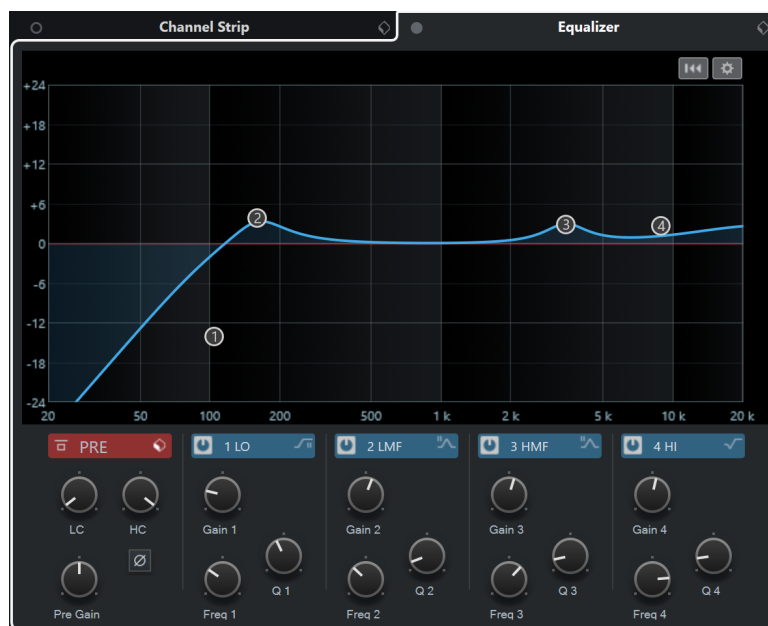 Channel Strip
Equalizer
+24
+18
+12
+6
0
-6
-12
-18
-24
1
2
3
4
20 50 100 200 500 1 k 2 k 5 k 10 k 20 k
PRE
1 LO
2 LMF
3 HMF
4 HI
LC HC Gain 1 Gain 2 Gain 3 Gain 4
Q 1 Q 2 Q 3 Q 4
Pre Gain Freq 1 Freq 2 Freq 3 Freq 4